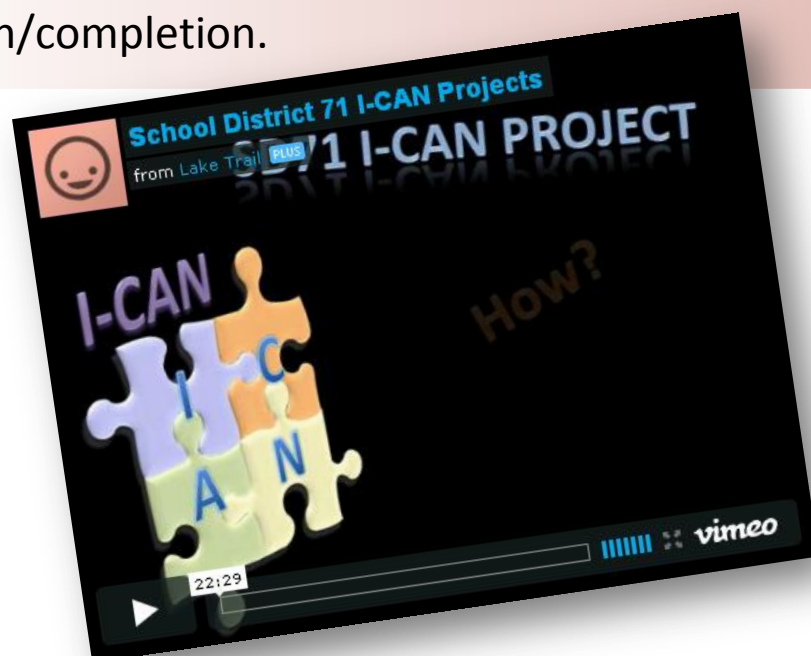 /completion.
School District 71 I-CAN Projects
from Lake Trail PLUS
SD71 I-CAN PROJECT
I-CAN
How?
I
C
A
N
22:29
vimeo